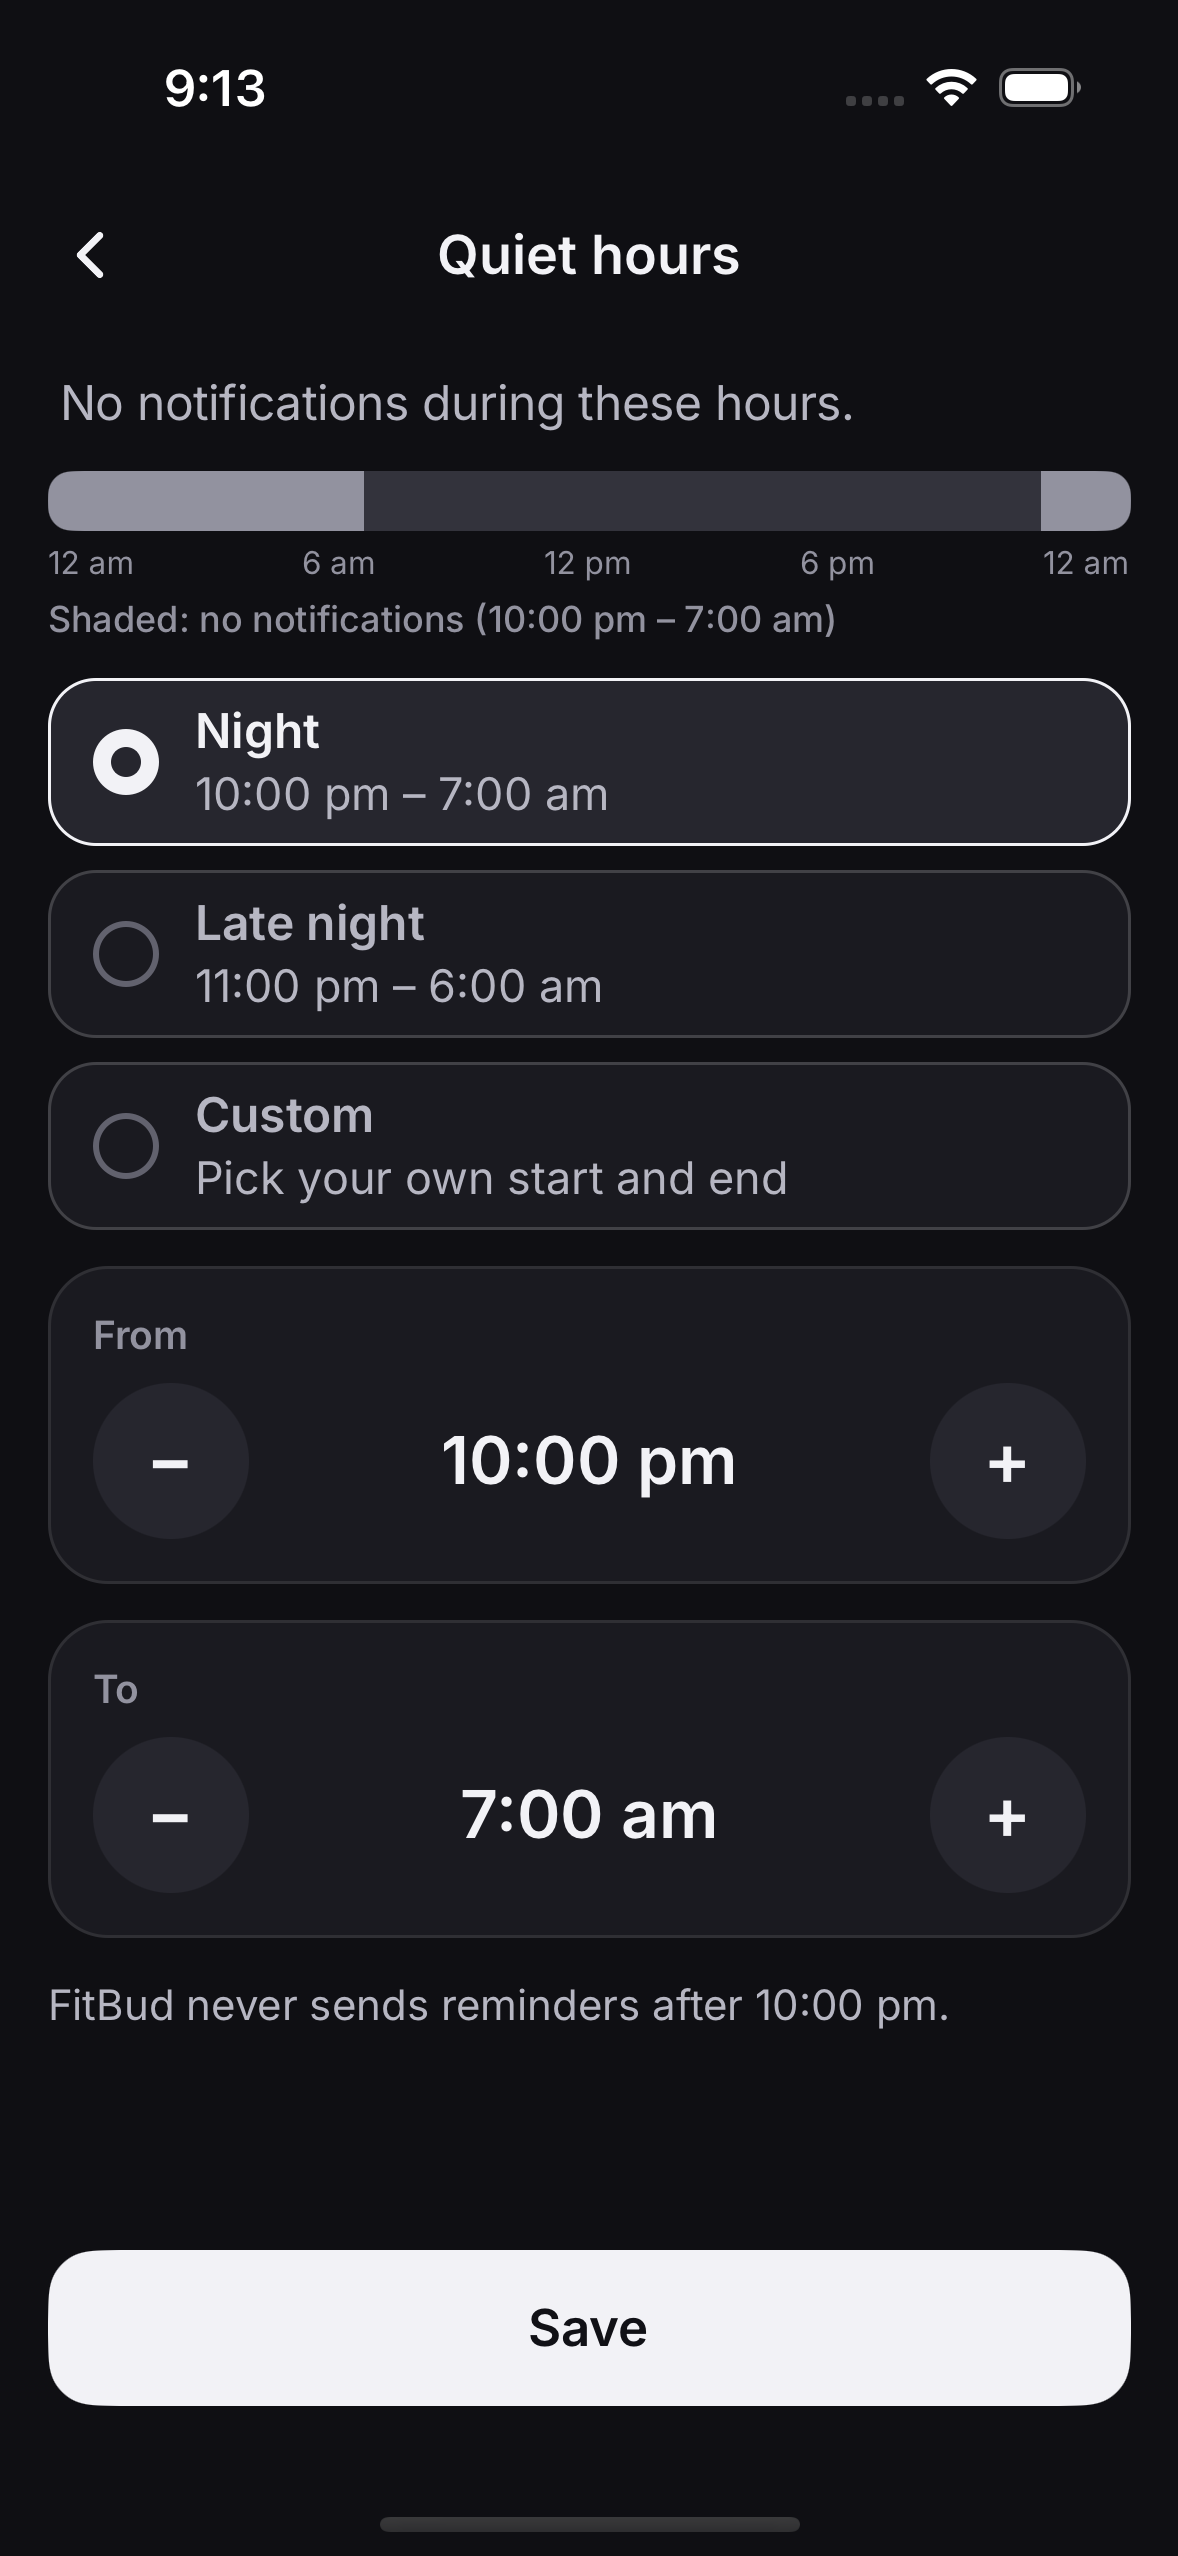 9:13
Quiet hours
No notifications during these hours.
12 am 6 am 12 pm 6 pm 12 am
Shaded: no notifications (10:00 pm – 7:00 am)
Night
10:00 pm – 7:00 am
Late night
11:00 pm – 6:00 am
Custom
Pick your own start and end
From
– 10:00 pm +
To
– 7:00 am +
FitBud never sends reminders after 10:00 pm.
Save